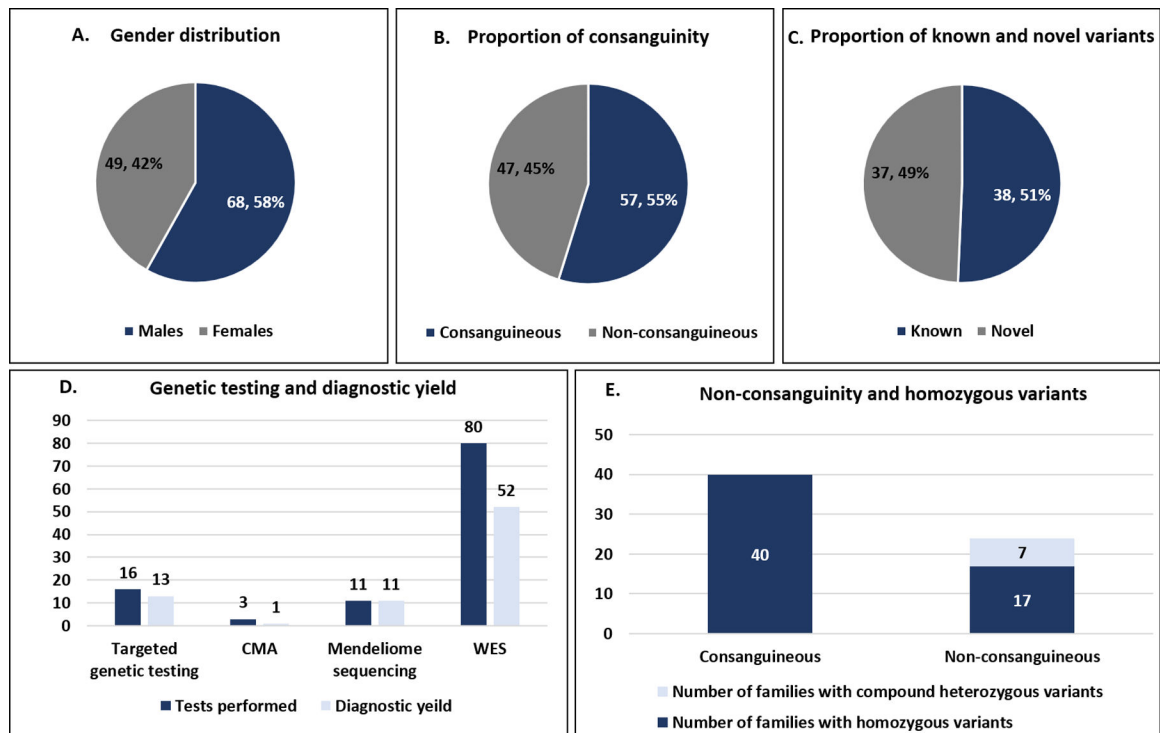 A. Gender distribution
49, 42%
68, 58%
Males Females
B. Proportion of consanguinity
47, 45%
57, 55%
Consanguineous Non-consanguineous
C. Proportion of known and novel variants
37, 49%
38, 51%
Known Novel
D. Genetic testing and diagnostic yield
90
80
70
60
50
40
30
20
10
0
16 13
3 1
11 11
80
52
Targeted
genetic testing
CMA
Mendeliome
sequencing
WES
Tests performed Diagnostic yeild
E. Non-consanguinity and homozygous variants
50
40
30
20
10
0
40
7
17
Consanguineous Non-consanguineous
Number of families with compound heterozygous variants
Number of families with homozygous variants